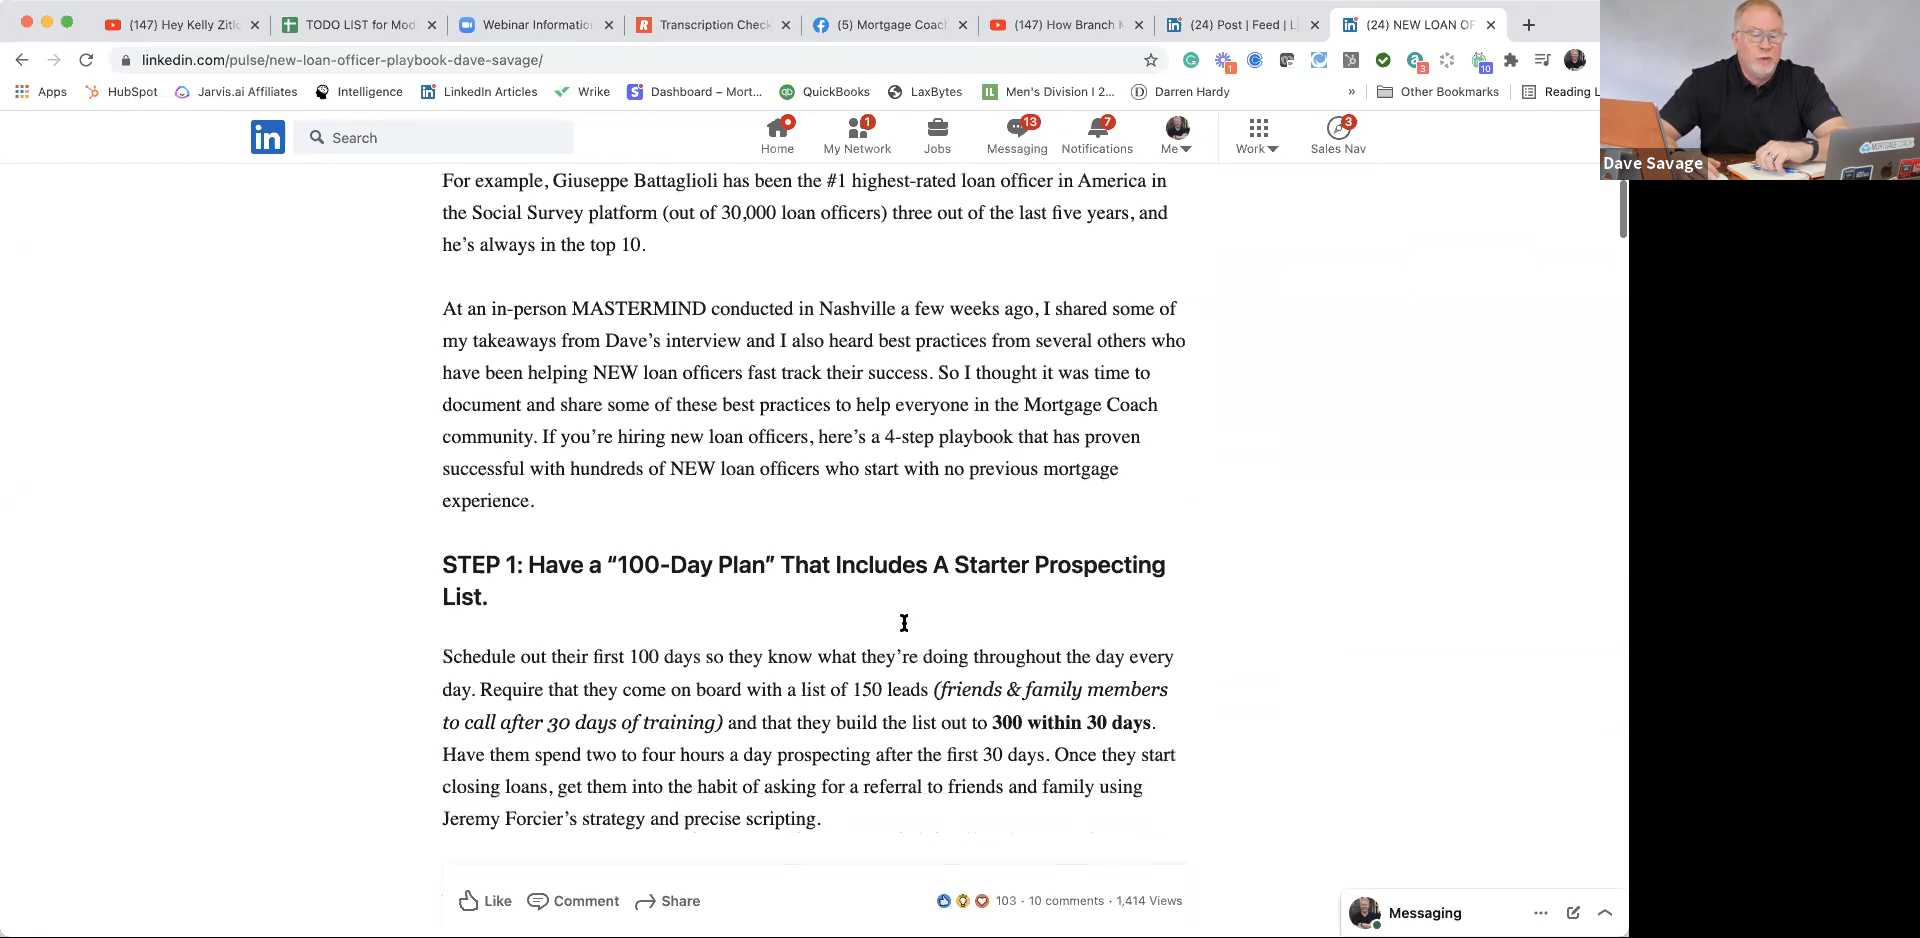 (147) Hey Kelly Zitlo
TODO LIST for Mod
Webinar Informatio
Transcription Check
(5) Mortgage Coac
(147) How Branch M
(24) Post | Feed | L
(24) NEW LOAN OF
linkedin.com/pulse/new-loan-officer-playbook-dave-savage/
1
3
10
Apps
HubSpot
Jarvis.ai Affiliates
Intelligence
LinkedIn Articles
Wrike
Dashboard – Mort...
QuickBooks
LaxBytes
Men's Division I 2...
Darren Hardy
»
Other Bookmarks
Reading L
in
Search
Home
1
My Network
Jobs
13
Messaging
7
Notifications
Me
Work
3
Sales Nav
Dave Savage
For example, Giuseppe Battaglioli has been the #1 highest-rated loan officer in America in
the Social Survey platform (out of 30,000 loan officers) three out of the last five years, and
he’s always in the top 10.
At an in-person MASTERMIND conducted in Nashville a few weeks ago, I shared some of
my takeaways from Dave’s interview and I also heard best practices from several others who
have been helping NEW loan officers fast track their success. So I thought it was time to
document and share some of these best practices to help everyone in the Mortgage Coach
community. If you’re hiring new loan officers, here’s a 4-step playbook that has proven
successful with hundreds of NEW loan officers who start with no previous mortgage
experience.
STEP 1: Have a “100-Day Plan” That Includes A Starter Prospecting
List.
Schedule out their first 100 days so they know what they’re doing throughout the day every
day. Require that they come on board with a list of 150 leads (friends & family members
to call after 30 days of training) and that they build the list out to 300 within 30 days.
Have them spend two to four hours a day prospecting after the first 30 days. Once they start
closing loans, get them into the habit of asking for a referral to friends and family using
Jeremy Forcier’s strategy and precise scripting.
Like
Comment
Share
103 · 10 comments · 1,414 Views
Messaging